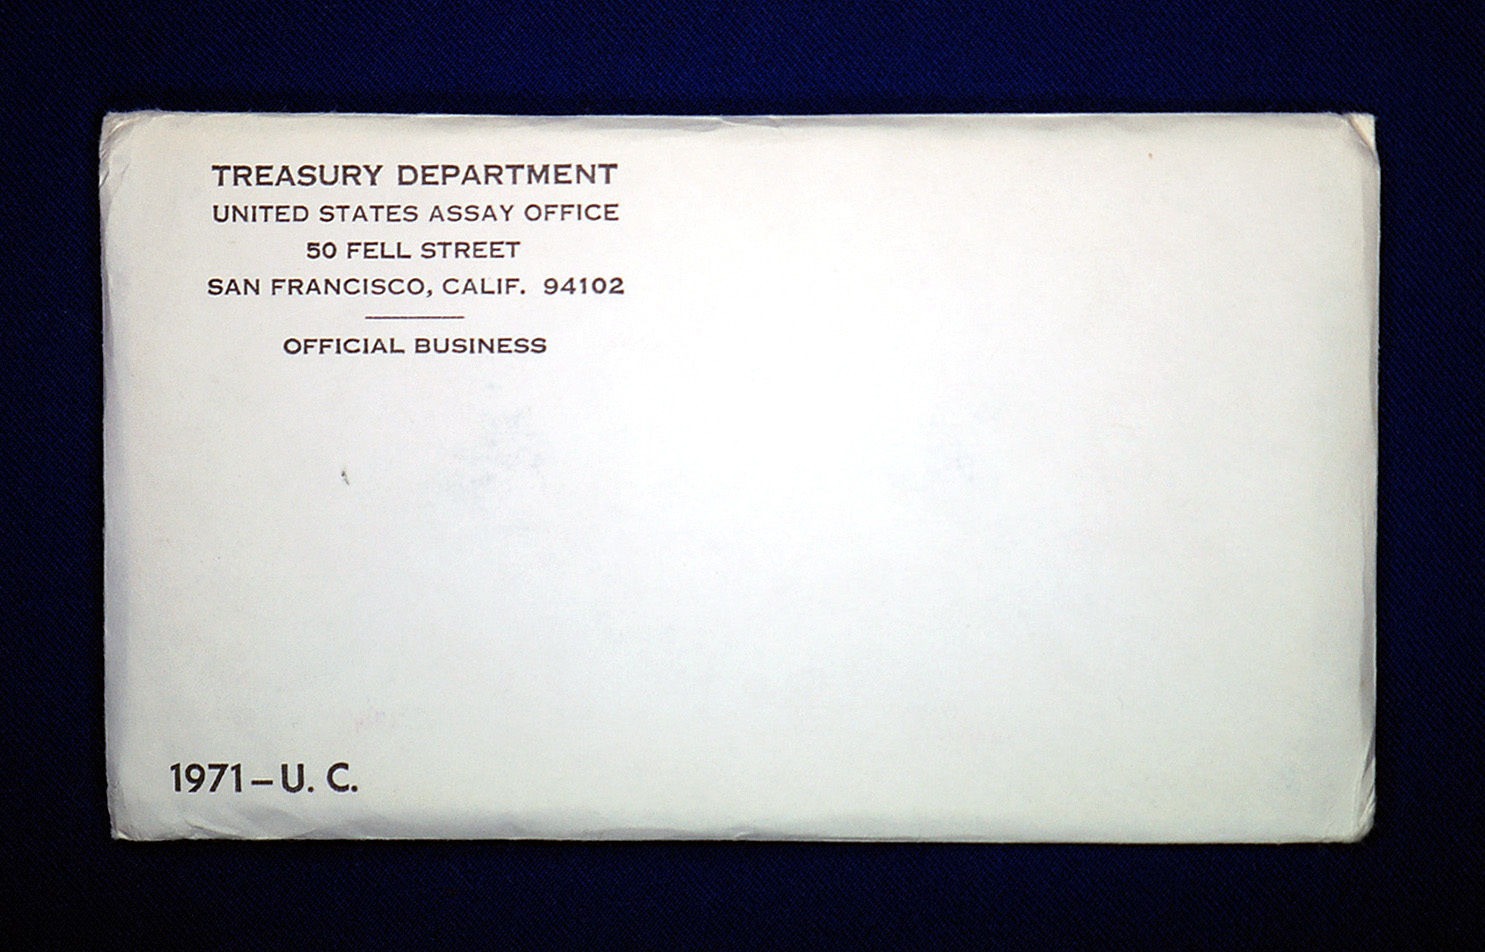 TREASURY DEPARTMENT
UNITED STATES ASSAY OFFICE
50 FELL STREET
SAN FRANCISCO, CALIF. 94102
OFFICIAL BUSINESS
1971–U. C.